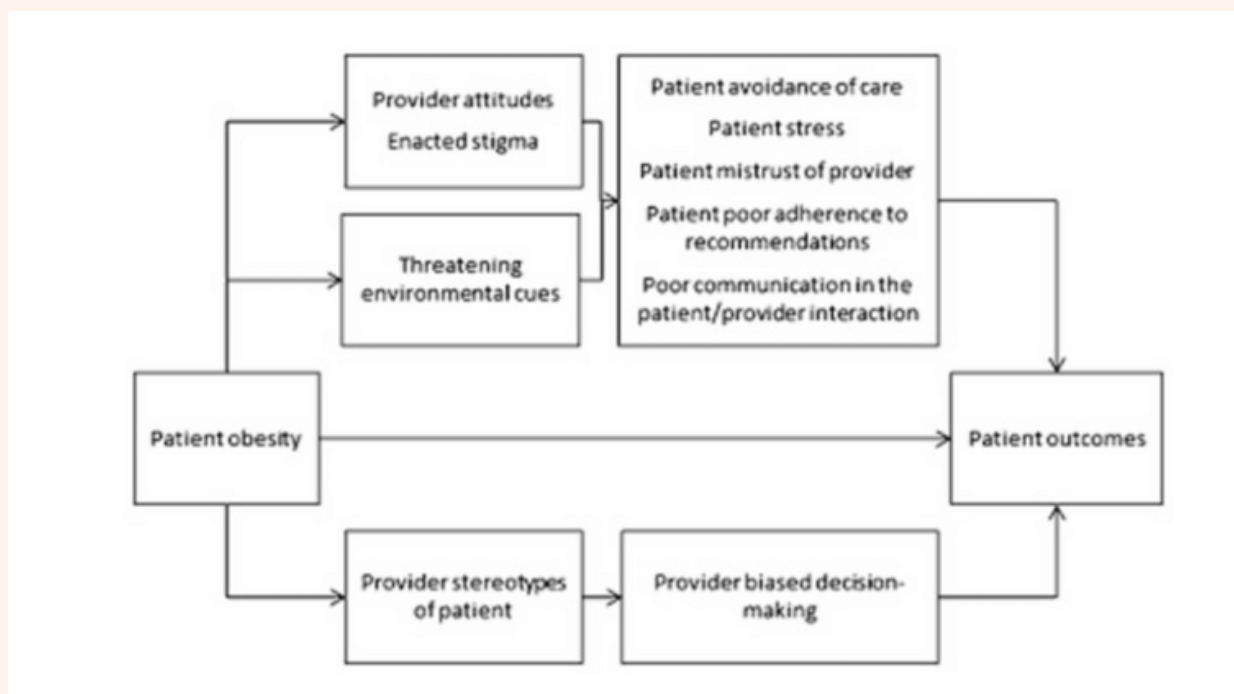 Provider attitudes
Enacted stigma
Threatening
environmental cues
Patient avoidance of care
Patient stress
Patient mistrust of provider
Patient poor adherence to
recommendations
Poor communication in the
patient/provider interaction
Patient obesity
Patient outcomes
Provider stereotypes
of patient
Provider biased decision-
making